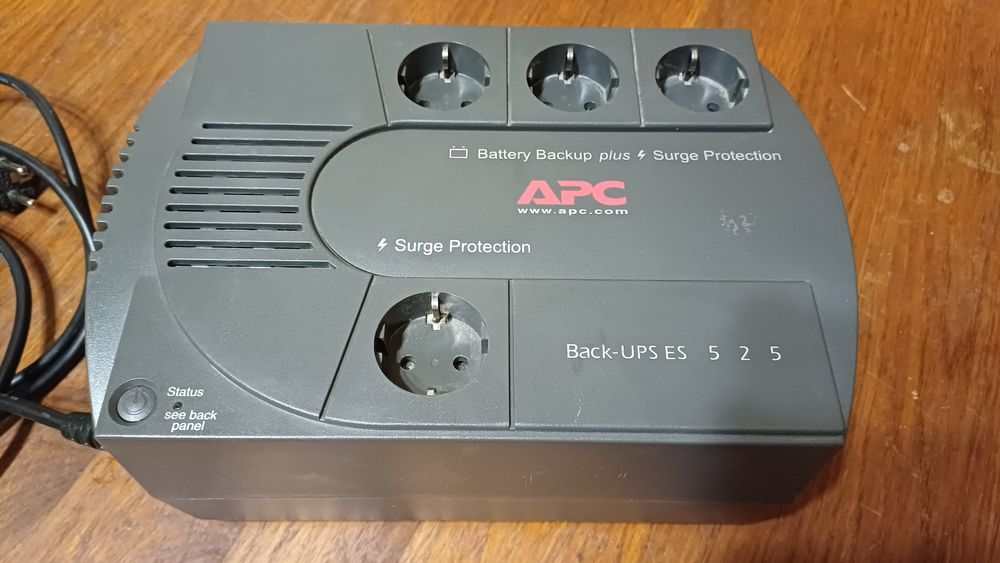 Battery Backup plus Surge Protection
APC
www.apc.com
Surge Protection
Back-UPS ES 5 2 5
Status
see back
panel